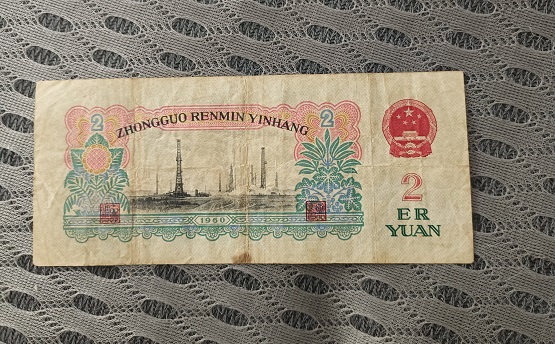 2
2
ZHONGGUO RENMIN YINHANG
1960
2
ER
YUAN